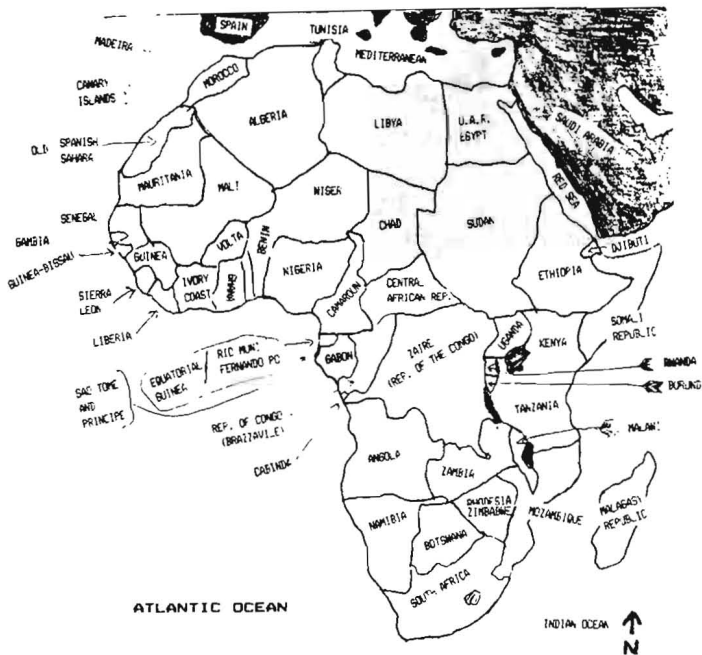 SPAIN
TUNISIA
MADEIRA
MEDITERRANEAN
MOROCCO
CANARY
ISLANDS
ALGERIA
LIBYA
U.A.R.
EGYPT
SAUDI ARABIA
OLD SPANISH
SAHARA
RED SEA
MAURITANIA
MALI
NIGER
CHAD
SUDAN
SENEGAL
GAMBIA
GUINEA-BISSAU
GUINEA
VOLTA
BENIN
NIGERIA
DJIBUTI
ETHIOPIA
IVORY
COAST
GHANA
CAMAROUN
CENTRAL
AFRICAN REP.
SIERRA
LEON
LIBERIA
SOMALI
REPUBLIC
UGANDA
KENYA
ZAIRE
(REP. OF THE CONGO)
GABON
EQUATORIAL
GUINEA
FERNANDO PO
SAO TOME
AND
PRINCIPE
RWANDA
BURUND
TANZANIA
REP. OF CONGO
(BRAZZAVILE)
CABINDA
MALAWI
ANGOLA
ZAMBIA
RHODESIA
ZIMBABWE
MOZAMBIQUE
MALAGASY
REPUBLIC
NAMIBIA
BOTSWANA
SOUTH AFRICA
ATLANTIC OCEAN
INDIAN OCEAN
N